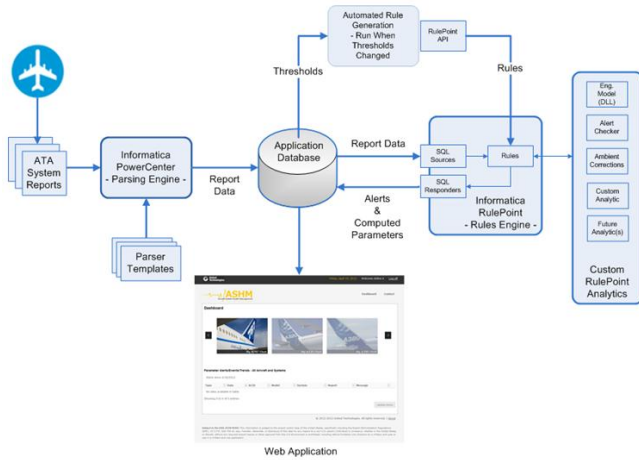 Automated Rule
Generation
- Run When
Thresholds
Changed
RulePoint
API
Thresholds
Rules
ATA
System
Reports
Informatica
PowerCenter
- Parsing Engine -
Report
Data
Application
Database
Report Data
SQL
Sources
Rules
SQL
Responders
Alerts
&
Computed
Parameters
Informatica
RulePoint
- Rules Engine -
Eng.
Model
(DLL)
Alert
Checker
Ambient
Corrections
Custom
Analytic
Future
Analytic(s)
Custom
RulePoint
Analytics
Parser
Templates
ASHM
Dashboard
Dashboard
Web Application